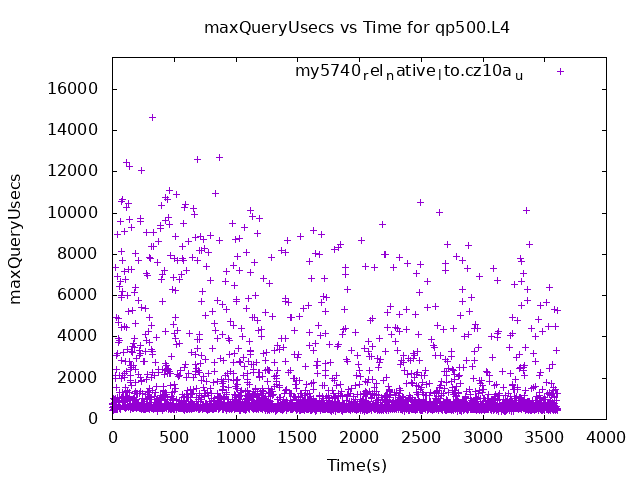 maxQueryUsecs vs Time for qp500.L4
my5740relnative_lto.cz10a_u
16000
14000
12000
10000
8000
6000
4000
2000
0
maxQueryUsecs
0 500 1000 1500 2000 2500 3000 3500 4000
Time(s)